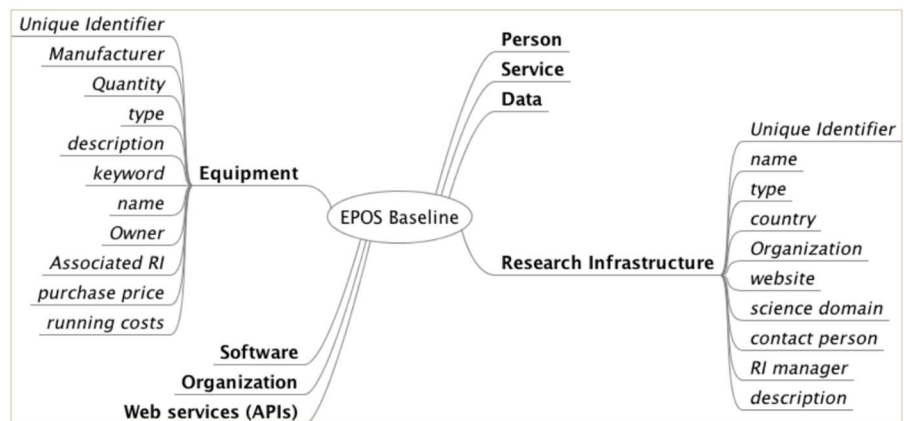 Unique Identifier
Manufacturer
Quantity
type
description
keyword
name
Owner
Associated RI
purchase price
running costs
Equipment
Software
Organization
Web services (APIs)
EPOS Baseline
Person
Service
Data
Research Infrastructure
Unique Identifier
name
type
country
Organization
website
science domain
contact person
RI manager
description